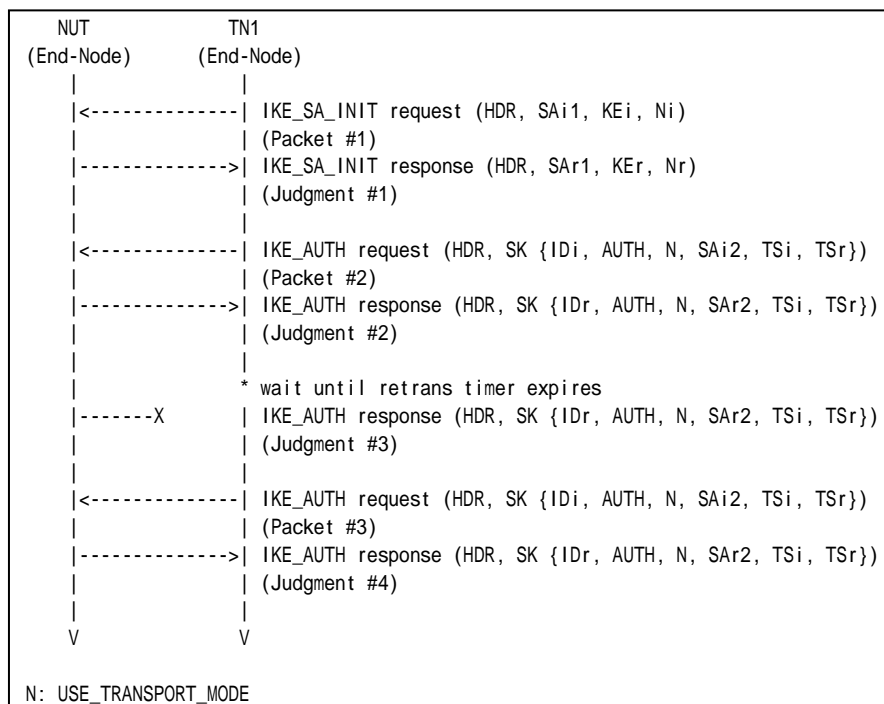 NUT TN1
(End-Node) (End-Node)
| |
|<--------------| IKE_SA_INIT request (HDR, SAi1, KEi, Ni)
| | (Packet #1)
|-------------->| IKE_SA_INIT response (HDR, SAr1, KEr, Nr)
| | (Judgment #1)
| |
|<--------------| IKE_AUTH request (HDR, SK {IDi, AUTH, N, SAi2, TSi, TSr})
| | (Packet #2)
|-------------->| IKE_AUTH response (HDR, SK {IDr, AUTH, N, SAr2, TSi, TSr})
| | (Judgment #2)
| |
| * wait until retrans timer expires
|-------X | IKE_AUTH response (HDR, SK {IDr, AUTH, N, SAr2, TSi, TSr})
| | (Judgment #3)
| |
|<--------------| IKE_AUTH request (HDR, SK {IDi, AUTH, N, SAi2, TSi, TSr})
| | (Packet #3)
|-------------->| IKE_AUTH response (HDR, SK {IDr, AUTH, N, SAr2, TSi, TSr})
| | (Judgment #4)
| |
V V
N: USE_TRANSPORT_MODE